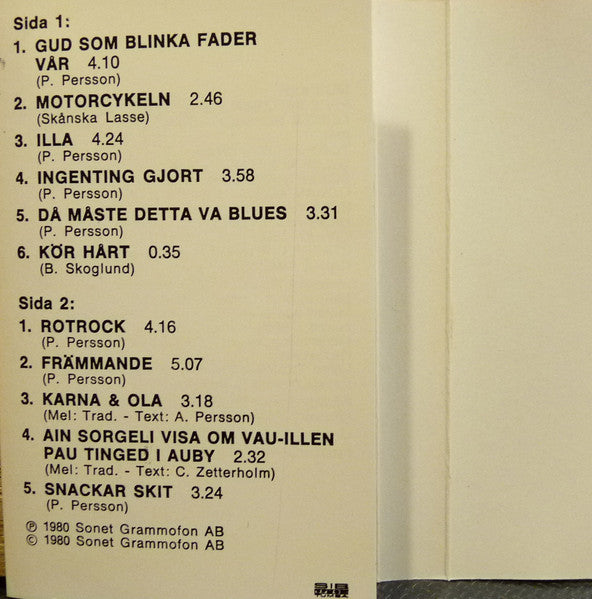 Sida 1:
1. GUD SOM BLINKA FADER
VÅR 4.10
(P. Persson)
2. MOTORCYKELN 2.46
(Skånska Lasse)
3. ILLA 4.24
(P. Persson)
4. INGENTING GJORT 3.58
(P. Persson)
5. DÅ MÅSTE DETTA VA BLUES 3.31
(P. Persson)
6. KÖR HÅRT 0.35
(B. Skoglund)
Sida 2:
1. ROTROCK 4.16
(P. Persson)
2. FRÄMMANDE 5.07
(P. Persson)
3. KARNA & OLA 3.18
(Mel: Trad. - Text: A. Persson)
4. AIN SORGELI VISA OM VAU-ILLEN
PAU TINGED I AUBY 2.32
(Mel: Trad. - Text: C. Zetterholm)
5. SNACKAR SKIT 3.24
(P. Persson)
℗ 1980 Sonet Grammofon AB
© 1980 Sonet Grammofon AB